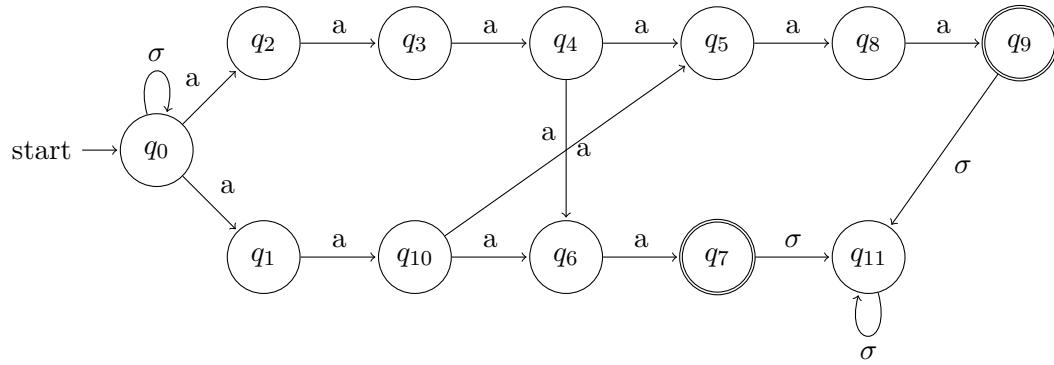 a a a a a
q₂ q₃ q₄ q₅ q₈ q₉
σ a
start q₀ a a σ
a
a a a σ
q₁ q₁₀ q₆ q₇ q₁₁
σ